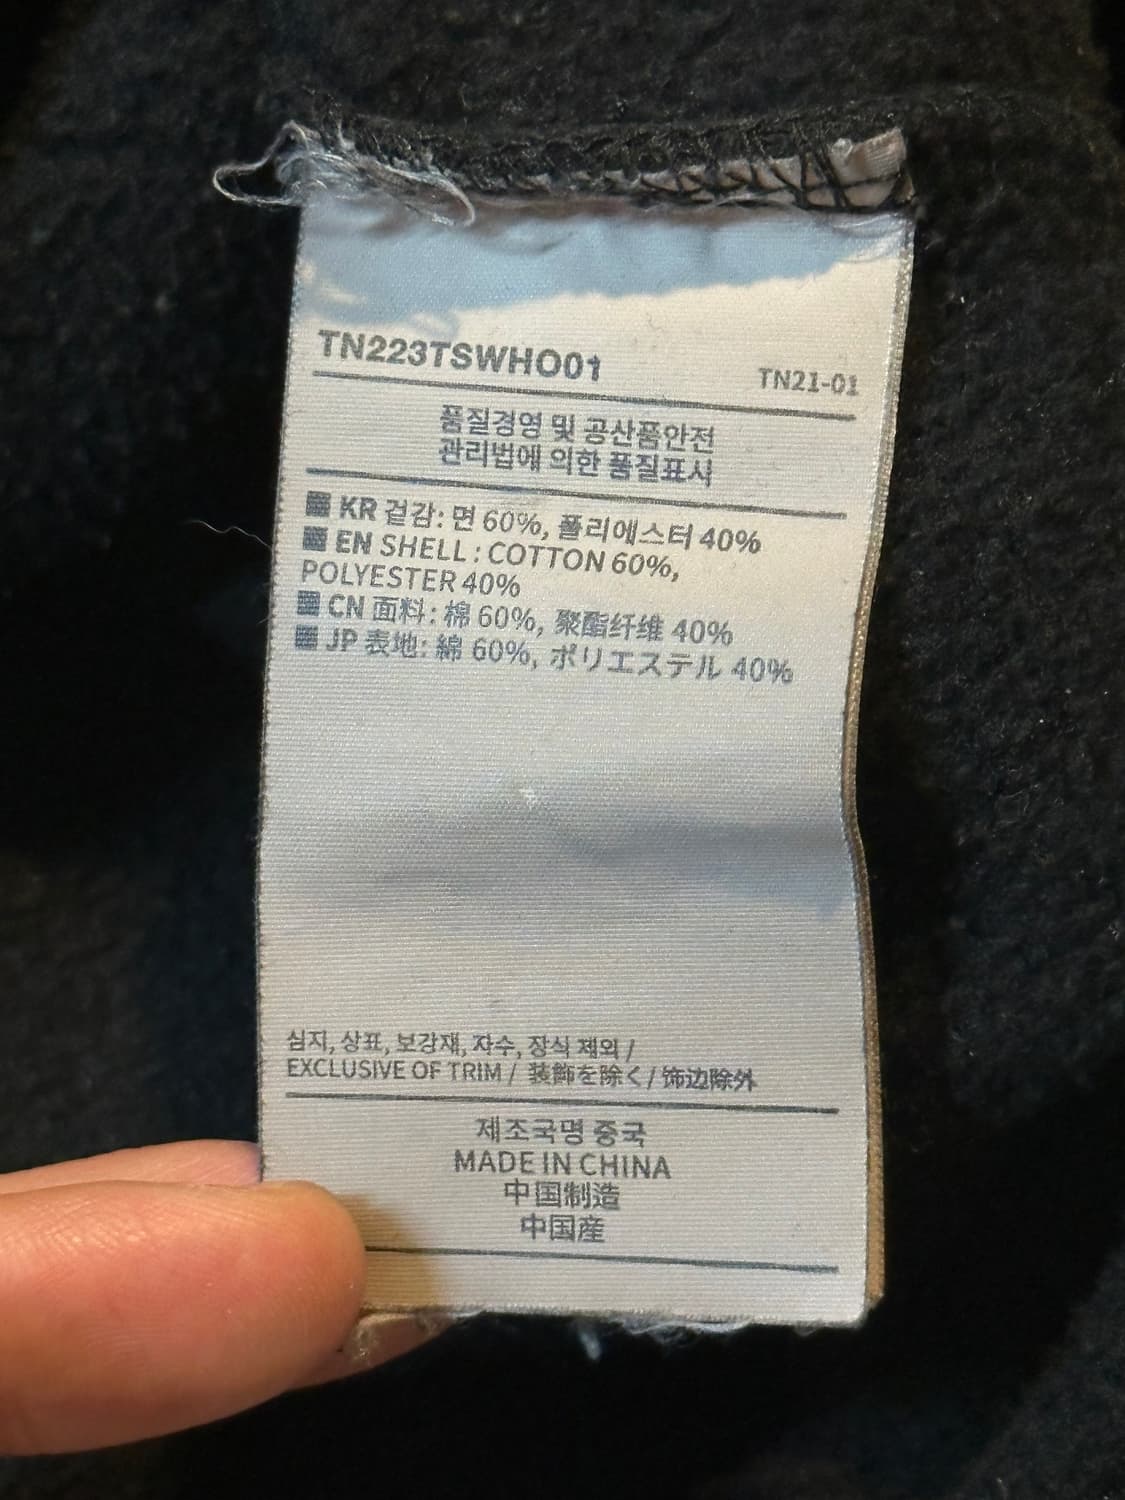 TN223TSWHO01
TN21-01
품질경영 및 공산품안전
관리법에 의한 품질표시
KR 겉감: 면 60%, 폴리에스터 40%
EN SHELL : COTTON 60%,
POLYESTER 40%
CN 面料: 棉 60%, 聚酯纤维 40%
JP 表地: 綿 60%, ポリエステル 40%
심지, 상표, 보강재, 자수, 장식 제외 /
EXCLUSIVE OF TRIM / 装飾を除く / 饰边除外
제조국명 중국
MADE IN CHINA
中国制造
中国産